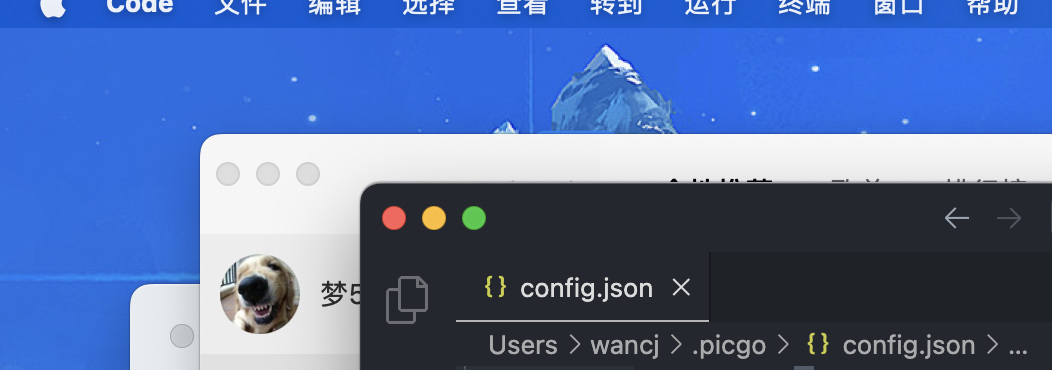 Code 文件 编辑 选择 查看 转到 运行 终端 窗口 帮助
梦5
{} config.json ×
Users > wancj > .picgo > {} config.json > ...